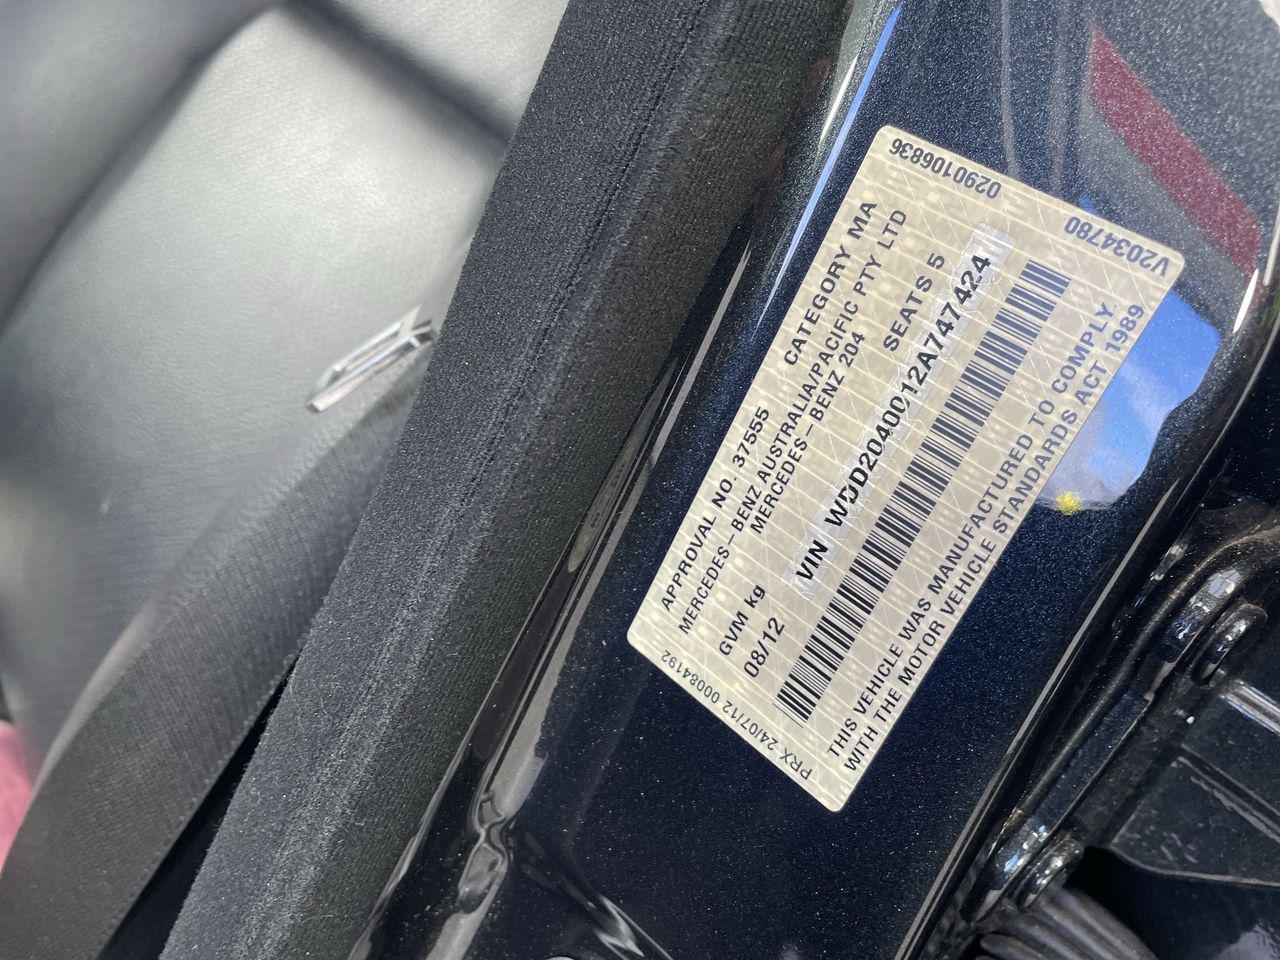 0290106836
V2034780
APPROVAL NO. 37555 CATEGORY MA
MERCEDES-BENZ AUSTRALIA/PACIFIC PTY LTD
MERCEDES-BENZ 204
GVM kg SEATS 5
08/12 VIN WDD2040012A747424
THIS VEHICLE WAS MANUFACTURED TO COMPLY
WITH THE MOTOR VEHICLE STANDARDS ACT 1989
PRX 24/07/12 00084192